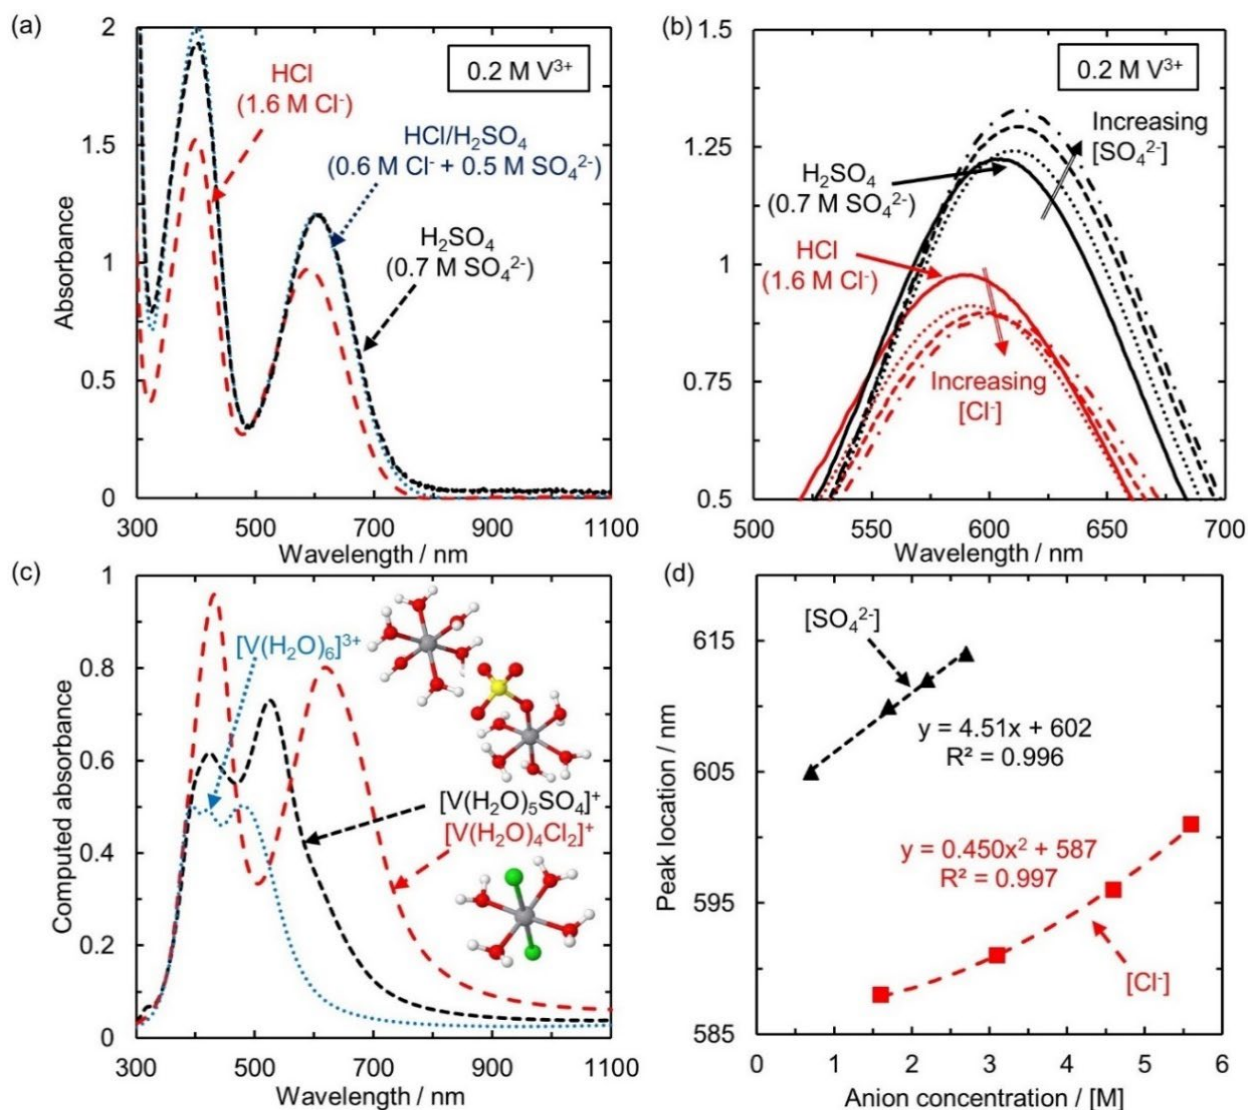 (a)
2
1.5
1
0.5
0
Absorbance
0.2 M V³⁺
HCl
(1.6 M Cl⁻)
HCl/H₂SO₄
(0.6 M Cl⁻ + 0.5 M SO₄²⁻)
H₂SO₄
(0.7 M SO₄²⁻)
300 500 700 900 1100
Wavelength / nm
(b)
1.5
1.25
1
0.75
0.5
0.2 M V³⁺
Increasing
[SO₄²⁻]
H₂SO₄
(0.7 M SO₄²⁻)
HCl
(1.6 M Cl⁻)
Increasing
[Cl⁻]
500 550 600 650 700
Wavelength / nm
(c)
1
0.8
0.6
0.4
0.2
0
Computed absorbance
[V(H₂O)₆]³⁺
[V(H₂O)₅SO₄]⁺
[V(H₂O)₄Cl₂]⁺
300 500 700 900 1100
Wavelength / nm
(d)
615
605
595
585
Peak location / nm
[SO₄²⁻]
y = 4.51x + 602
R² = 0.996
y = 0.450x² + 587
R² = 0.997
[Cl⁻]
0 1 2 3 4 5 6
Anion concentration / [M]